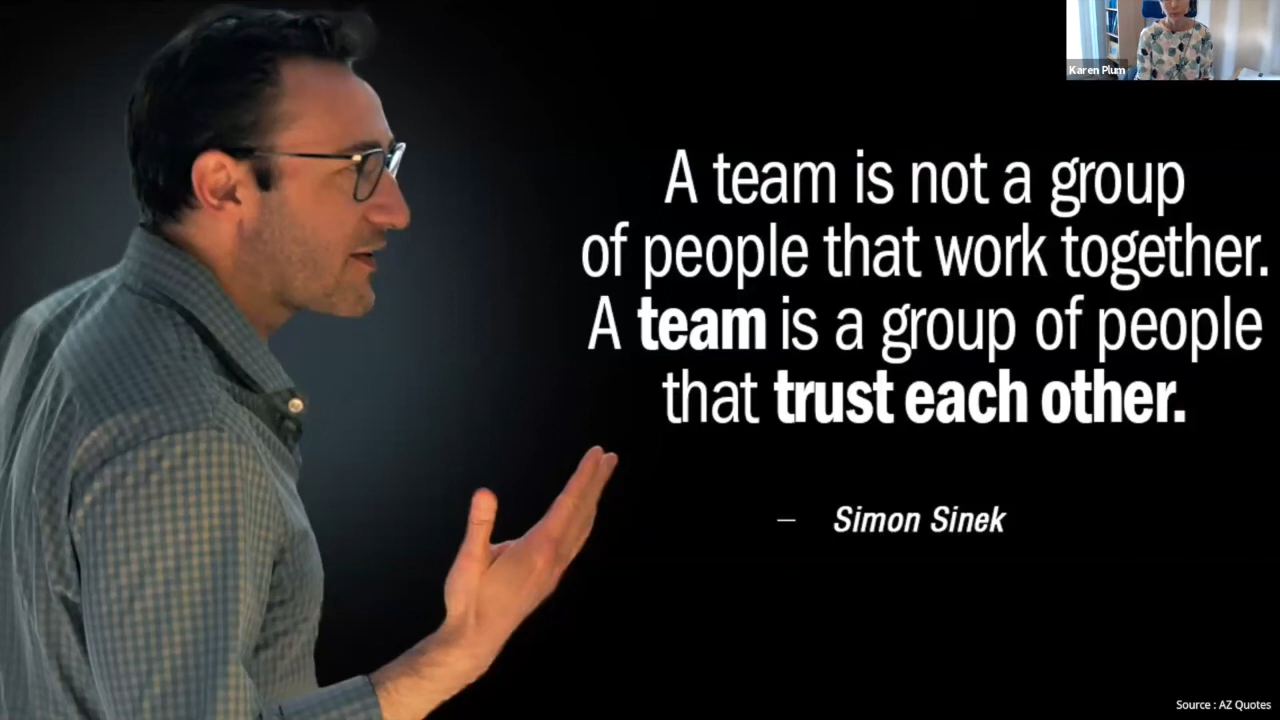 Karen Plum
A team is not a group
of people that work together.
A team is a group of people
that trust each other.
– Simon Sinek
Source : AZ Quotes